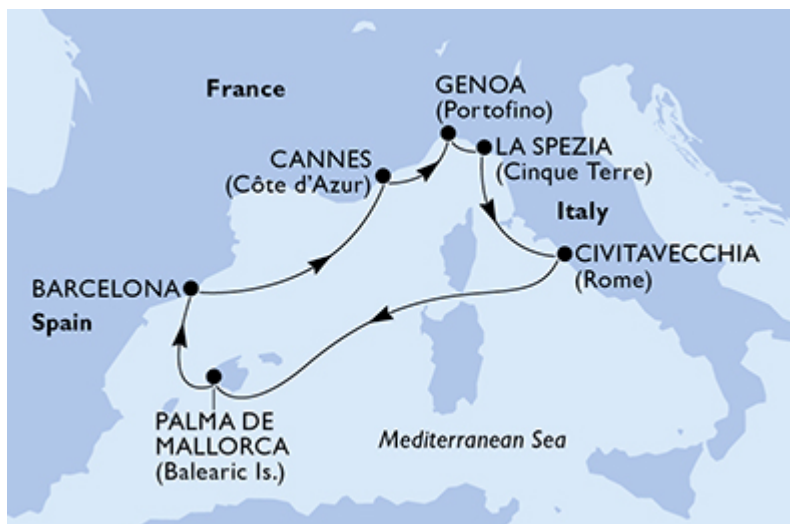 France
GENOA
(Portofino)
CANNES
(Côte d'Azur)
LA SPEZIA
(Cinque Terre)
Italy
CIVITAVECCHIA
(Rome)
BARCELONA
Spain
PALMA DE
MALLORCA
(Balearic Is.)
Mediterranean Sea